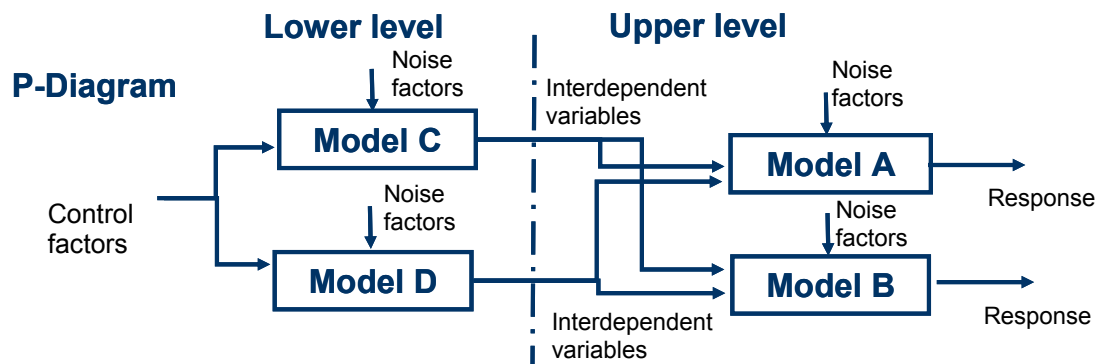 Lower level
Upper level
P-Diagram
Noise
factors
Interdependent
variables
Noise
factors
Model C
Model A
Control
factors
Noise
factors
Response
Noise
factors
Model D
Model B
Interdependent
variables
Response